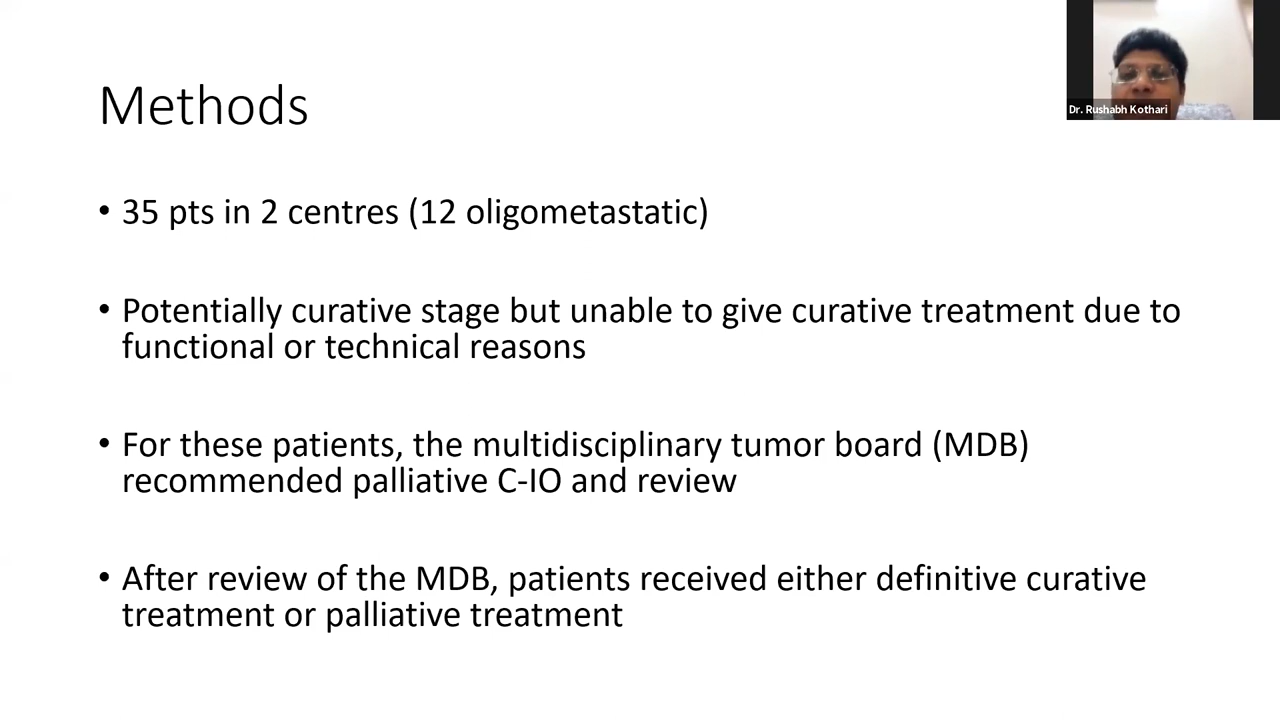 Methods
Dr. Rushabh Kothari
• 35 pts in 2 centres (12 oligometastatic)
• Potentially curative stage but unable to give curative treatment due to
functional or technical reasons
• For these patients, the multidisciplinary tumor board (MDB)
recommended palliative C-IO and review
• After review of the MDB, patients received either definitive curative
treatment or palliative treatment